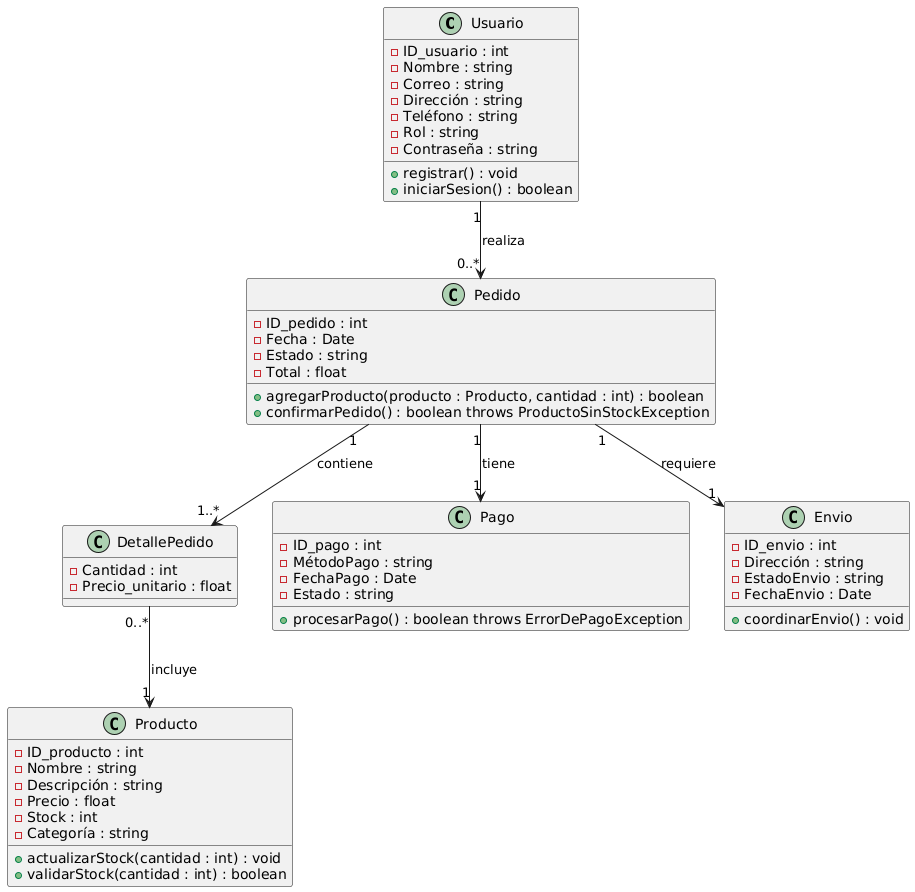 C Usuario
ID_usuario : int
Nombre : string
Correo : string
Dirección : string
Teléfono : string
Rol : string
Contraseña : string
registrar() : void
iniciarSesion() : boolean
1
realiza
0..*
C Pedido
ID_pedido : int
Fecha : Date
Estado : string
Total : float
agregarProducto(producto : Producto, cantidad : int) : boolean
confirmarPedido() : boolean throws ProductoSinStockException
1
contiene
1..*
1
tiene
1
1
requiere
1
C DetallePedido
Cantidad : int
Precio_unitario : float
C Pago
ID_pago : int
MétodoPago : string
FechaPago : Date
Estado : string
procesarPago() : boolean throws ErrorDePagoException
C Envio
ID_envio : int
Dirección : string
EstadoEnvio : string
FechaEnvio : Date
coordinarEnvio() : void
0..*
incluye
1
C Producto
ID_producto : int
Nombre : string
Descripción : string
Precio : float
Stock : int
Categoría : string
actualizarStock(cantidad : int) : void
validarStock(cantidad : int) : boolean